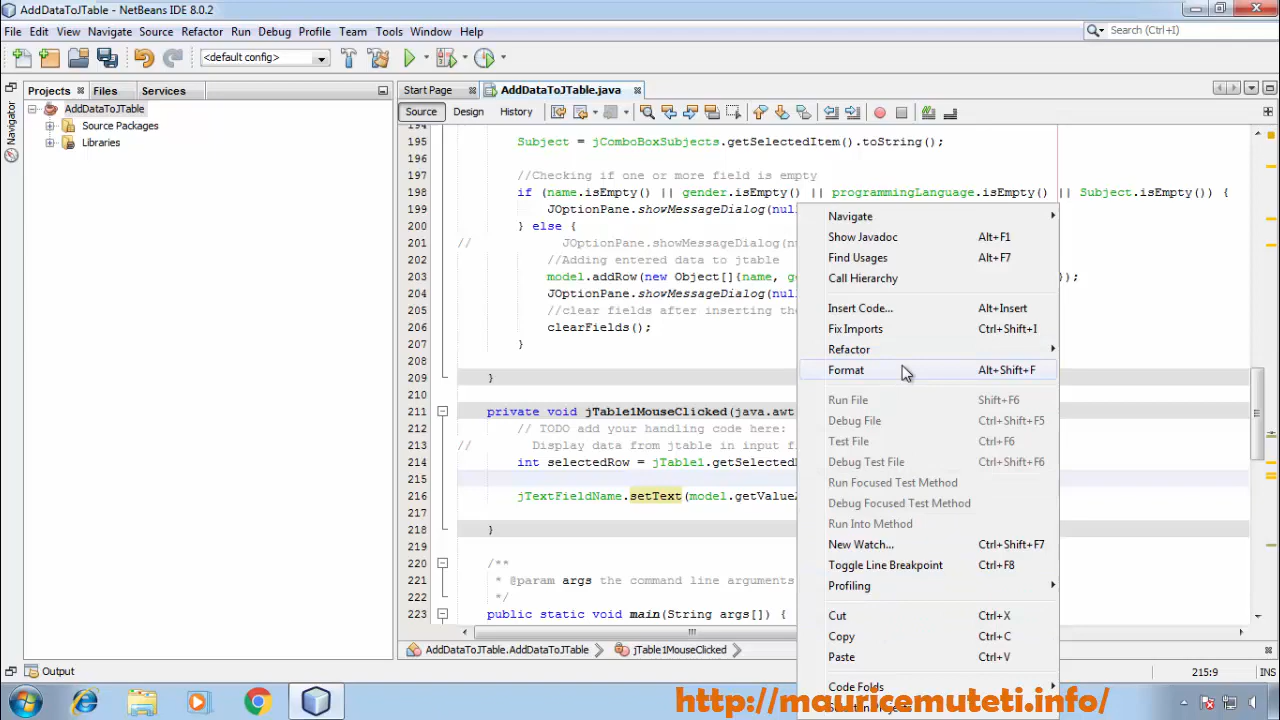 AddDataToJTable - NetBeans IDE 8.0.2
File Edit View Navigate Source Refactor Run Debug Profile Team Tools Window Help
Search (Ctrl+I)
<default config>
Projects Files Services
Start Page AddDataToJTable.java
Navigator
AddDataToJTable
Source Packages
Libraries
Source Design History
194
195 Subject = jComboBoxSubjects.getSelectedItem().toString();
196
197 //Checking if one or more field is empty
198 if (name.isEmpty() || gender.isEmpty() || programmingLanguage.isEmpty() || Subject.isEmpty()) {
199 JOptionPane.showMessageDialog(nul
200 } else {
201 // JOptionPane.showMessageDialog(n
202 //Adding entered data to jtable
203 model.addRow(new Object[]{name, ge });
204 JOptionPane.showMessageDialog(nul
205 //clear fields after inserting the
206 clearFields();
207 }
208
209 }
210
211 private void jTable1MouseClicked(java.awt
212 // TODO add your handling code here:
213 // Display data from jtable in input f
214 int selectedRow = jTable1.getSelected
215
216 jTextFieldName.setText(model.getValue
217
218 }
219
220 /**
221 * @param args the command line arguments
222 */
223 public static void main(String args[]) {
Navigate
Show Javadoc Alt+F1
Find Usages Alt+F7
Call Hierarchy
Insert Code... Alt+Insert
Fix Imports Ctrl+Shift+I
Refactor
Format Alt+Shift+F
Run File Shift+F6
Debug File Ctrl+Shift+F5
Test File Ctrl+F6
Debug Test File Ctrl+Shift+F6
Run Focused Test Method
Debug Focused Test Method
Run Into Method
New Watch... Ctrl+Shift+F7
Toggle Line Breakpoint Ctrl+F8
Profiling
Cut Ctrl+X
Copy Ctrl+C
Paste Ctrl+V
Code Folds
AddDataToJTable.AddDataToJTable jTable1MouseClicked
Output
215:9 INS
http://mauricemuteti.info/